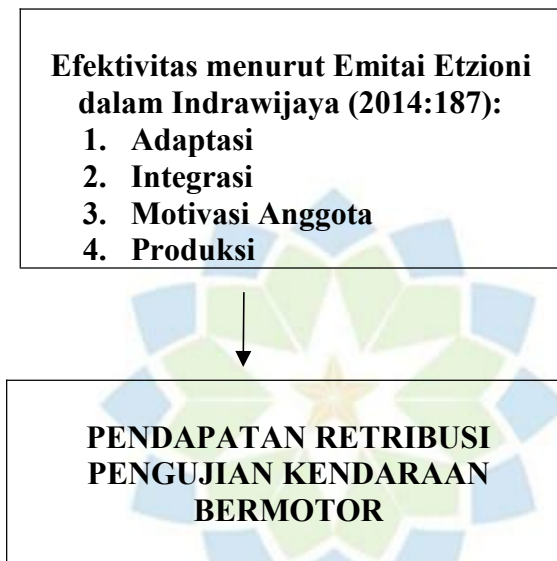 Efektivitas menurut Emitai Etzioni
dalam Indrawijaya (2014:187):
1. Adaptasi
2. Integrasi
3. Motivasi Anggota
4. Produksi
PENDAPATAN RETRIBUSI
PENGUJIAN KENDARAAN
BERMOTOR